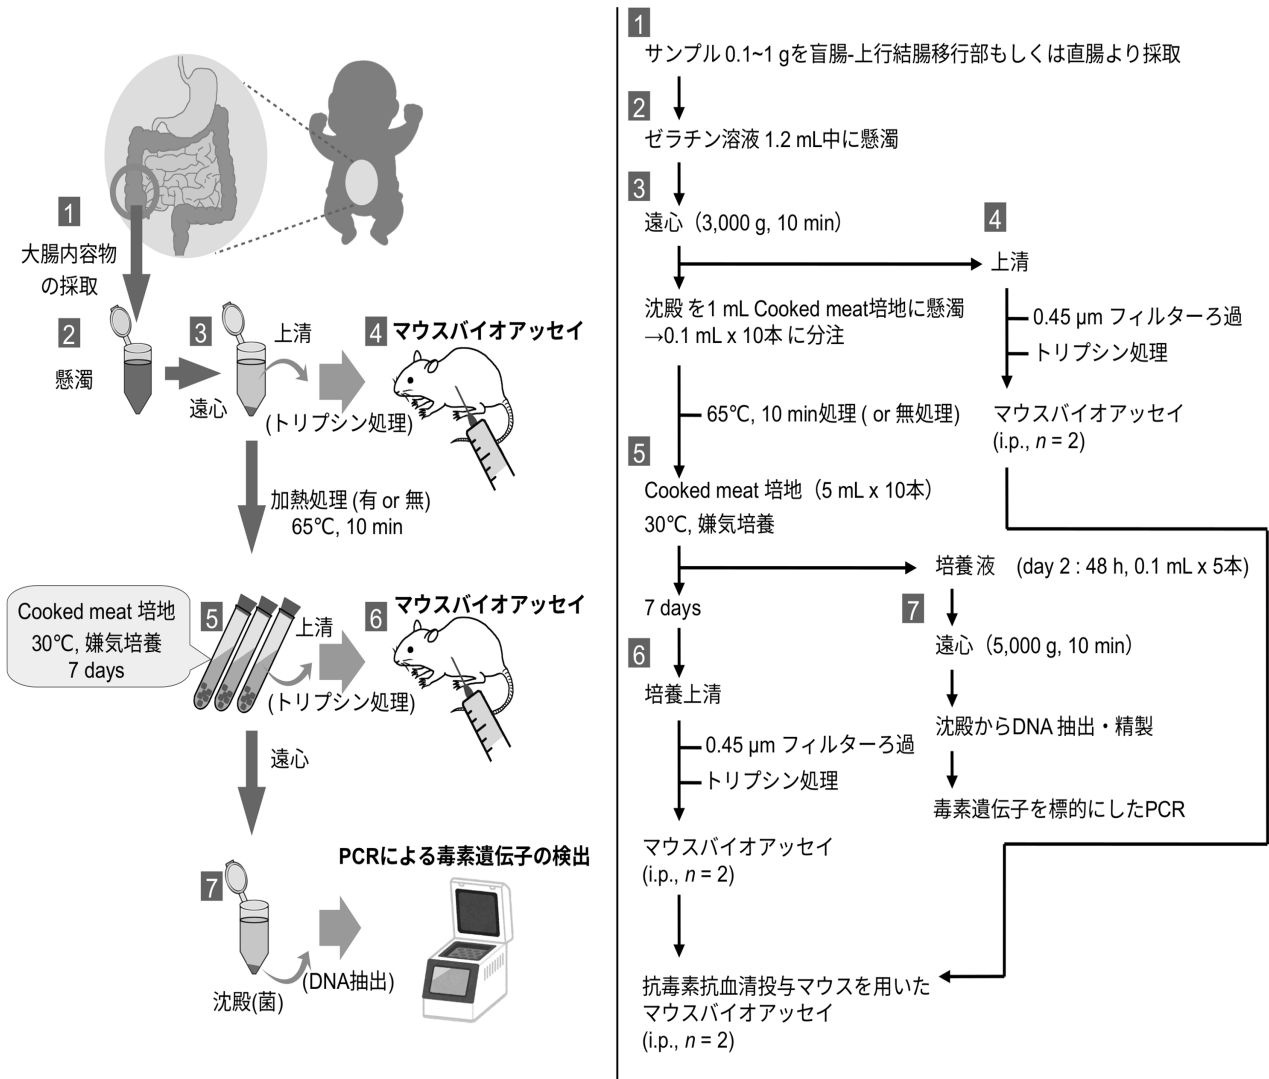 1
大腸内容物
の採取
2
懸濁
3
遠心
上清
(トリプシン処理)
4
マウスバイオアッセイ
加熱処理 (有 or 無)
65℃, 10 min
Cooked meat 培地
30℃, 嫌気培養
7 days
5
上清
(トリプシン処理)
6
マウスバイオアッセイ
遠心
PCRによる毒素遺伝子の検出
7
(DNA抽出)
沈殿(菌)
1
サンプル 0.1~1 gを盲腸-上行結腸移行部もしくは直腸より採取
2
ゼラチン溶液 1.2 mL中に懸濁
3
遠心（3,000 g, 10 min）
4
上清
沈殿 を1 mL Cooked meat培地に懸濁
→0.1 mL x 10本 に分注
0.45 µm フィルターろ過
トリプシン処理
マウスバイオアッセイ
(i.p., n = 2)
65℃, 10 min処理 ( or 無処理)
5
Cooked meat 培地（5 mL x 10本）
30℃, 嫌気培養
培養液 (day 2 : 48 h, 0.1 mL x 5本)
7 days
7
遠心（5,000 g, 10 min）
6
培養上清
沈殿からDNA 抽出・精製
0.45 µm フィルターろ過
トリプシン処理
毒素遺伝子を標的にしたPCR
マウスバイオアッセイ
(i.p., n = 2)
抗毒素抗血清投与マウスを用いた
マウスバイオアッセイ
(i.p., n = 2)